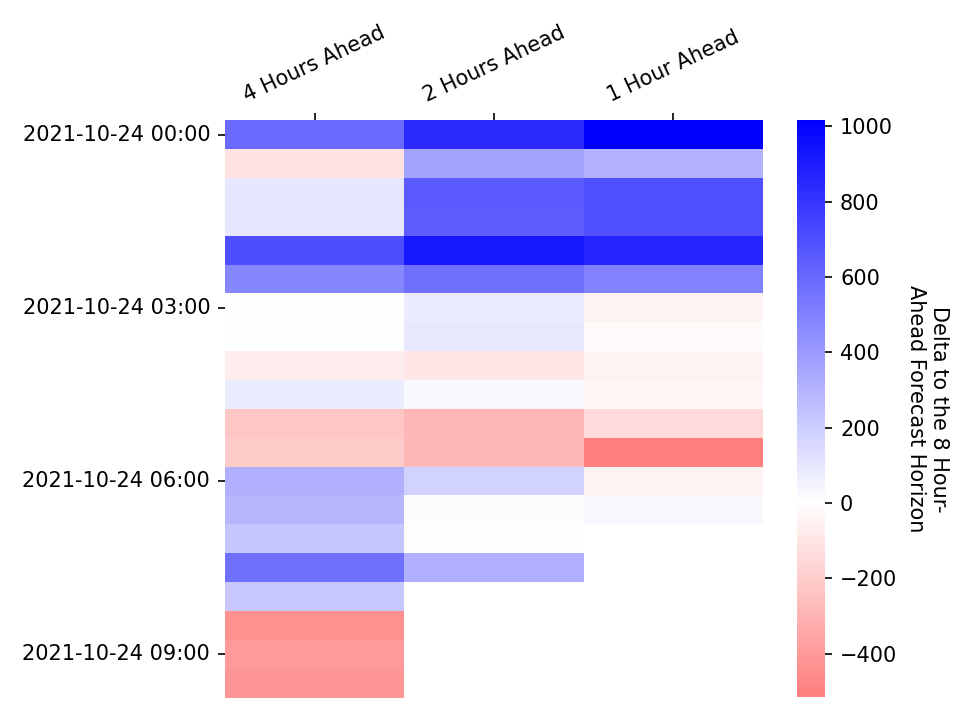 4 Hours Ahead
2 Hours Ahead
1 Hour Ahead
2021-10-24 00:00
2021-10-24 03:00
2021-10-24 06:00
2021-10-24 09:00
1000
800
600
400
200
0
−200
−400
Delta to the 8 Hour-
Ahead Forecast Horizon